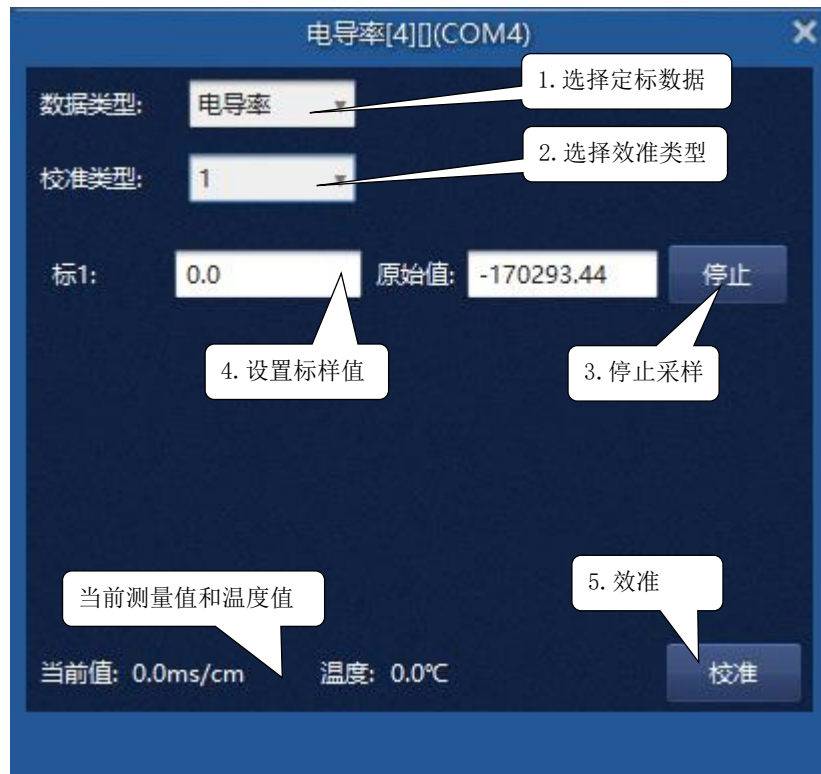 电导率[4][](COM4)
1. 选择定标数据
数据类型: 电导率
2. 选择效准类型
校准类型: 1
标1: 0.0 原始值: -170293.44 停止
4. 设置标样值
3. 停止采样
当前测量值和温度值
5. 效准
当前值: 0.0ms/cm 温度: 0.0℃ 校准